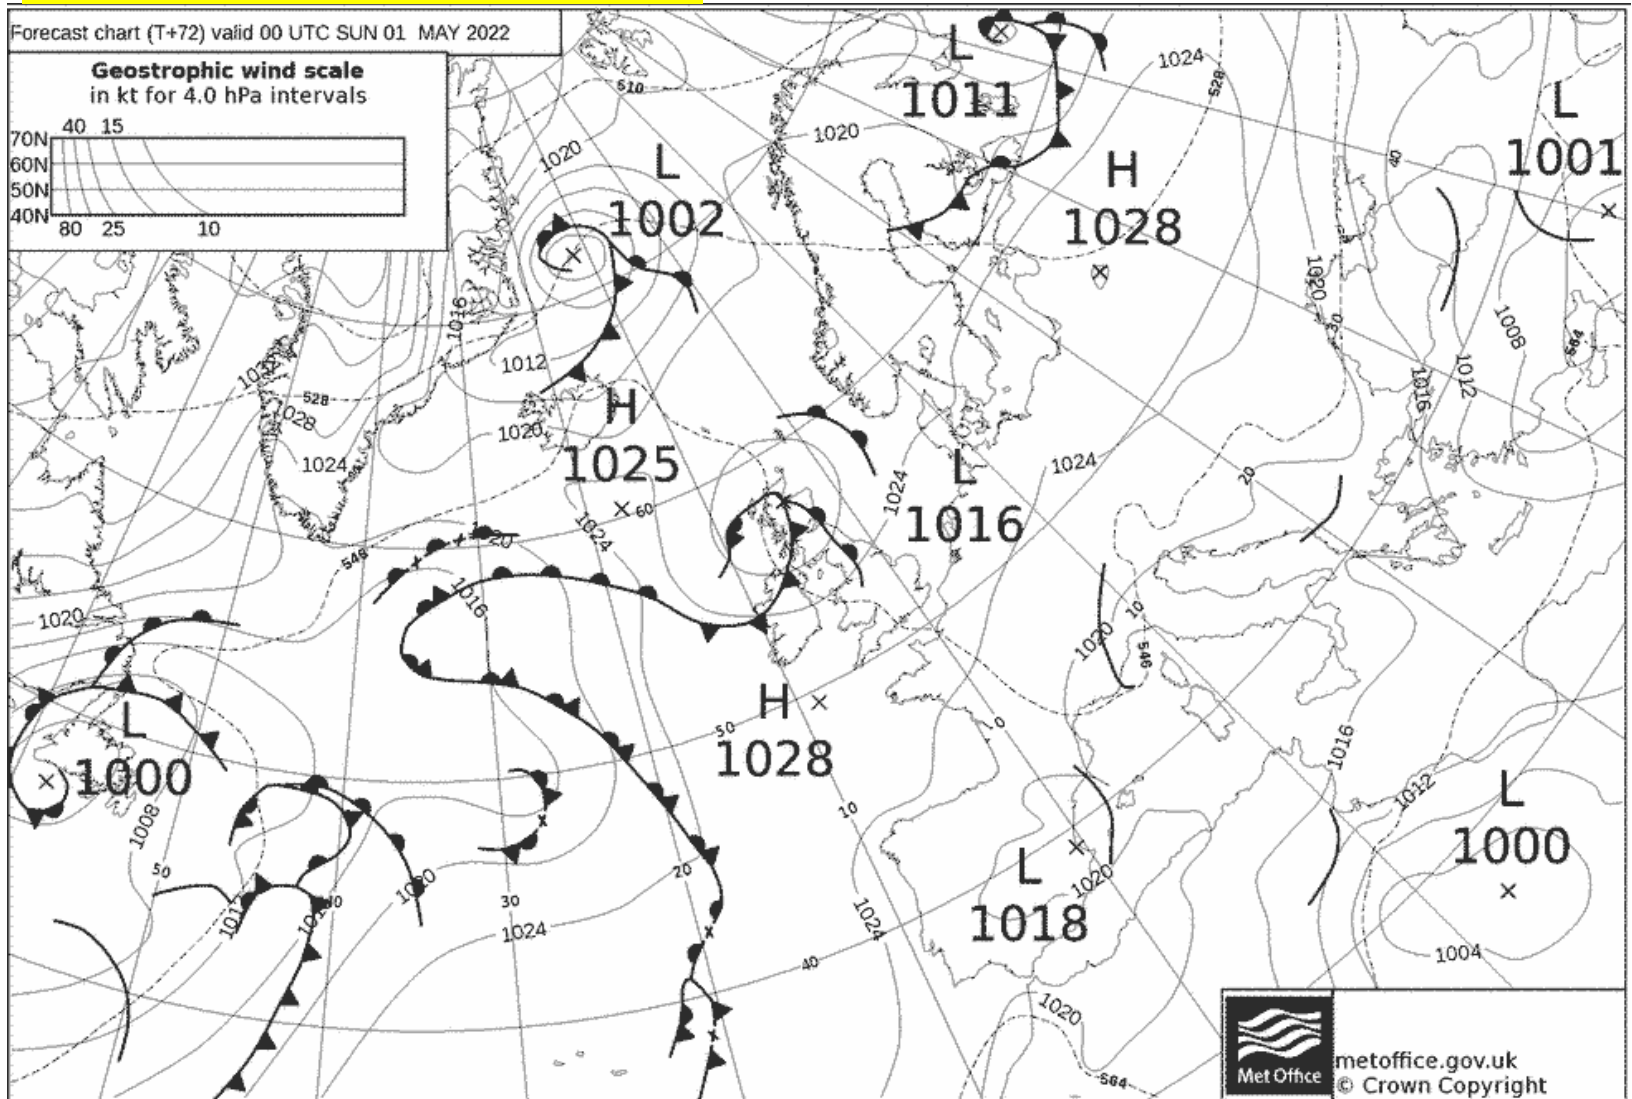 Forecast chart (T+72) valid 00 UTC SUN 01 MAY 2022
Geostrophic wind scale
in kt for 4.0 hPa intervals
40 15
70N
60N
50N
40N
80 25 10
510
1020
L
1002
1016
1012
528
1028
1024
1020
H
1025
1024
60
546
1016
1020
L
1000
1008
50
1020
30
1024
20
40
L
1011
1020
1024
528
H
1028
L
1016
1024
1024
H
1028
50
10
0
1024
L
1018
1020
1020
564
10
546
1020
20
30
1020
40
L
1001
1008
1012
1016
564
1016
1012
L
1000
1004
Met Office
metoffice.gov.uk
© Crown Copyright